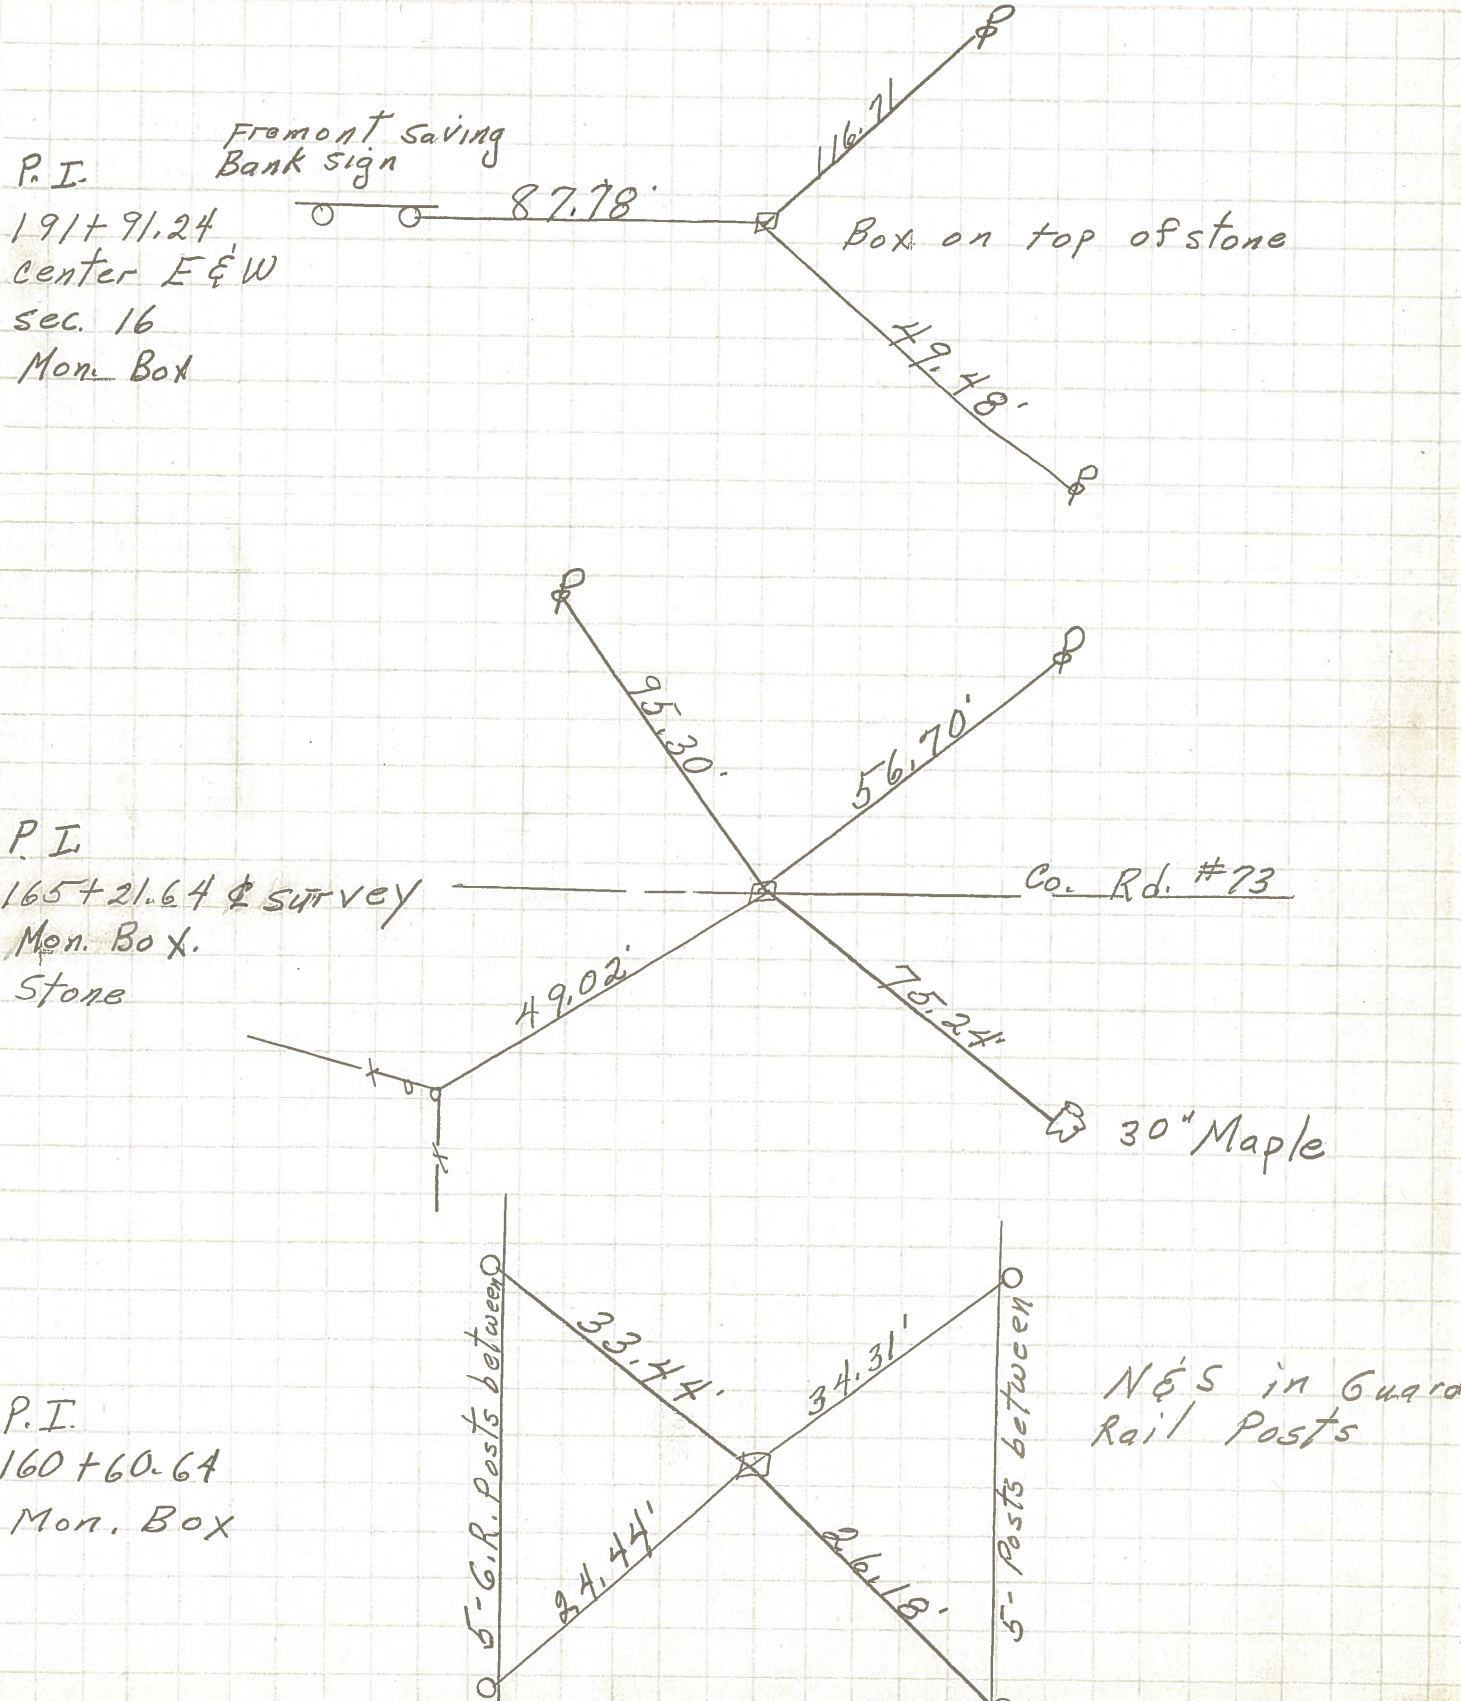 Fremont Saving
Bank sign
P. I.
191+91.24
center E & W
sec. 16
Mon. Box
87.78'
116.71
Box on top of stone
49.48'
95.30'
56.70'
P. I.
165+21.64 ℄ survey
Mon. Box.
Stone
Co. Rd. #73
49.02'
75.24'
30" Maple
5-G.R. Posts between
33.44'
34.31'
5- Posts between
N & S in Guard
Rail Posts
P. I.
160+60.64
Mon. Box
24.44'
26.18'